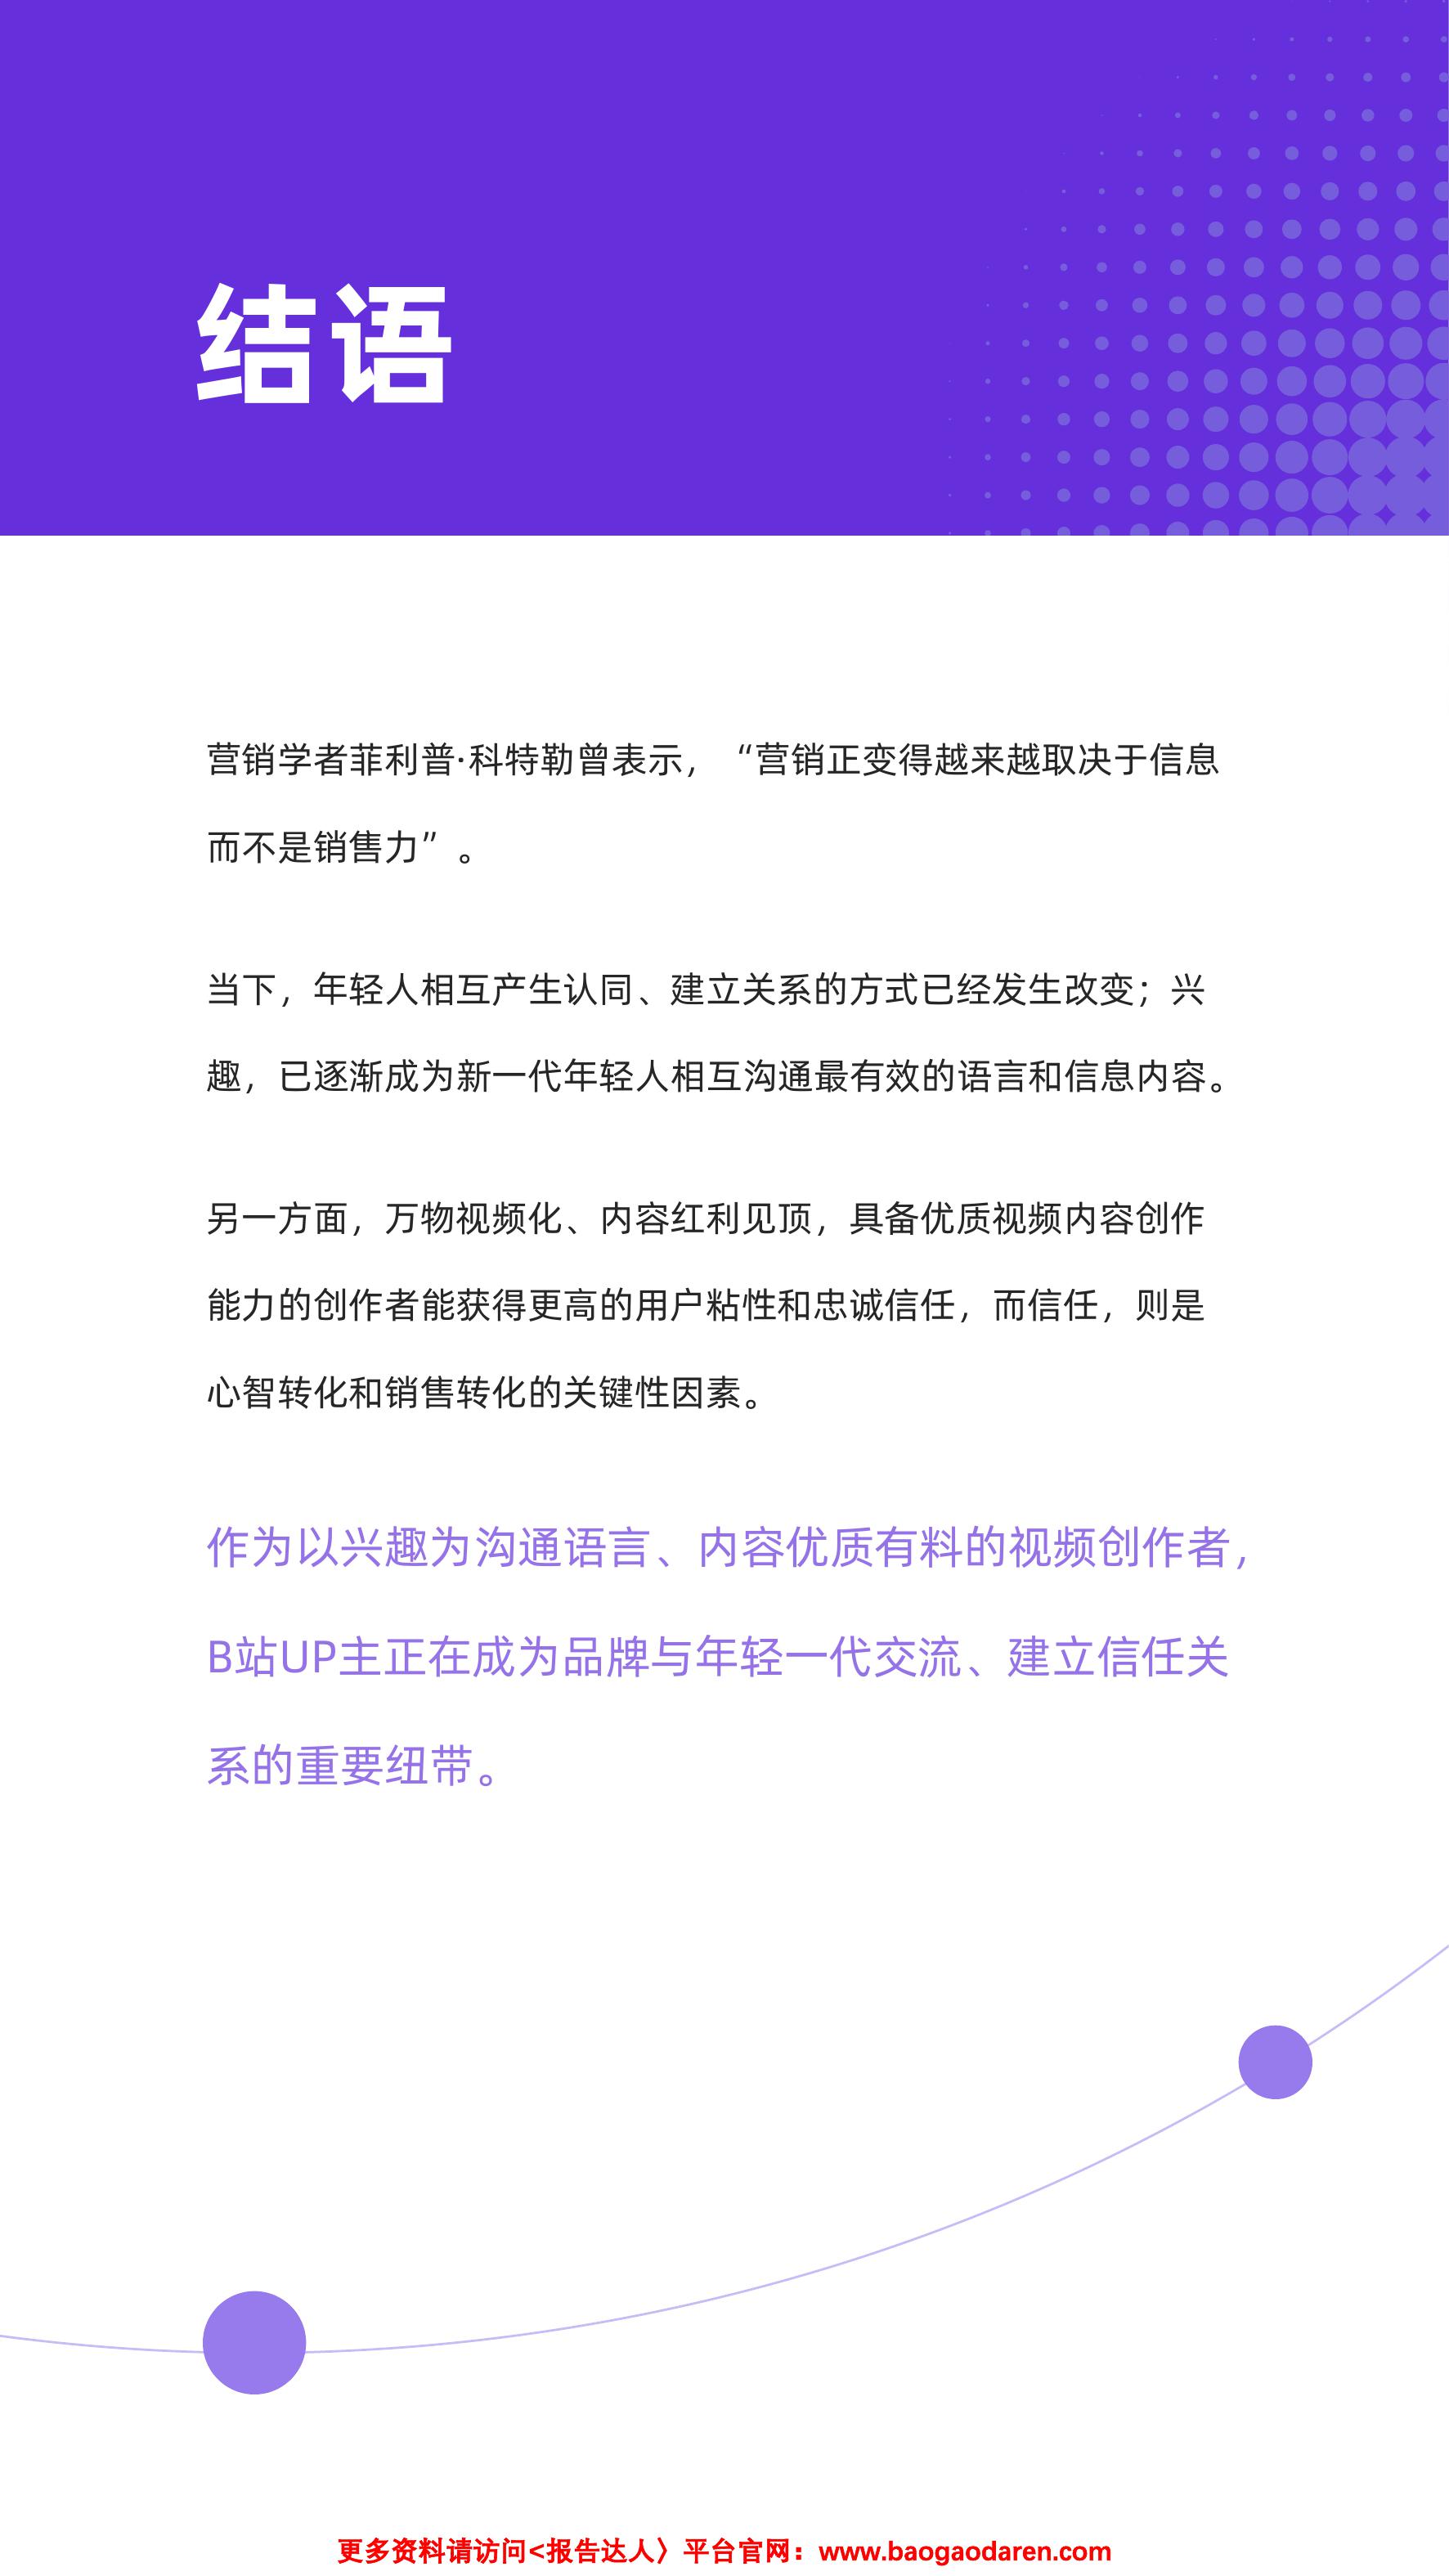 结语
营销学者菲利普·科特勒曾表示，“营销正变得越来越取决于信息
而不是销售力”。
当下，年轻人相互产生认同、建立关系的方式已经发生改变；兴
趣，已逐渐成为新一代年轻人相互沟通最有效的语言和信息内容。
另一方面，万物视频化、内容红利见顶，具备优质视频内容创作
能力的创作者能获得更高的用户粘性和忠诚信任，而信任，则是
心智转化和销售转化的关键性因素。
作为以兴趣为沟通语言、内容优质有料的视频创作者，
B站UP主正在成为品牌与年轻一代交流、建立信任关
系的重要纽带。
更多资料请访问<报告达人〉平台官网：www.baogaodaren.com